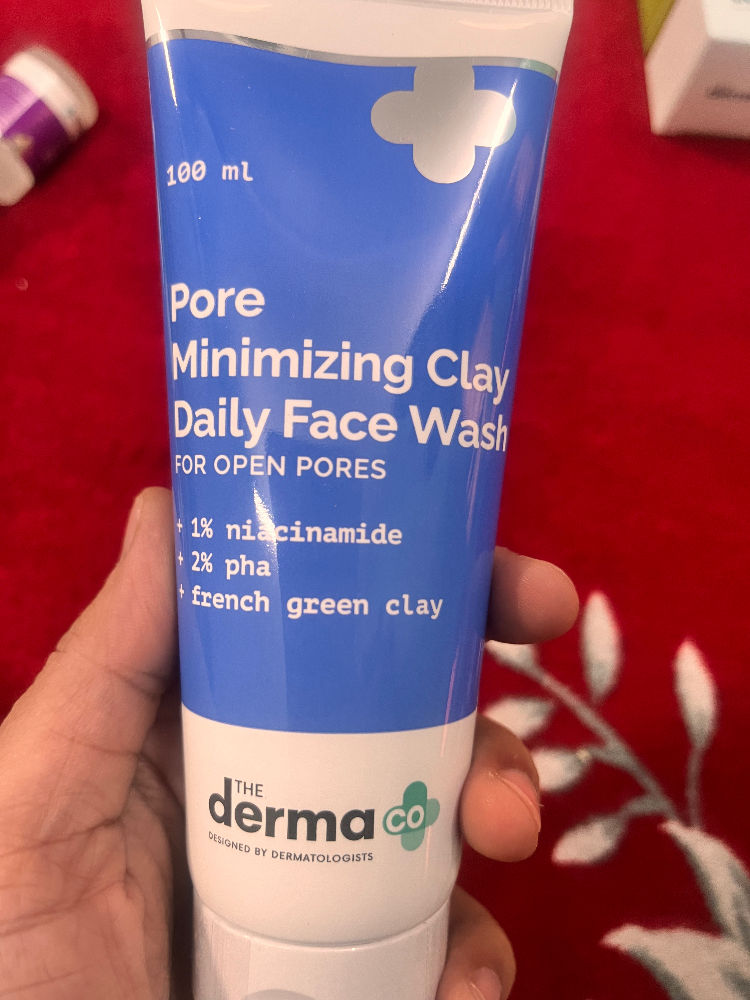 100 ml
Pore
Minimizing Clay
Daily Face Wash
FOR OPEN PORES
+ 1% niacinamide
+ 2% pha
+ french green clay
THE
derma co
DESIGNED BY DERMATOLOGISTS